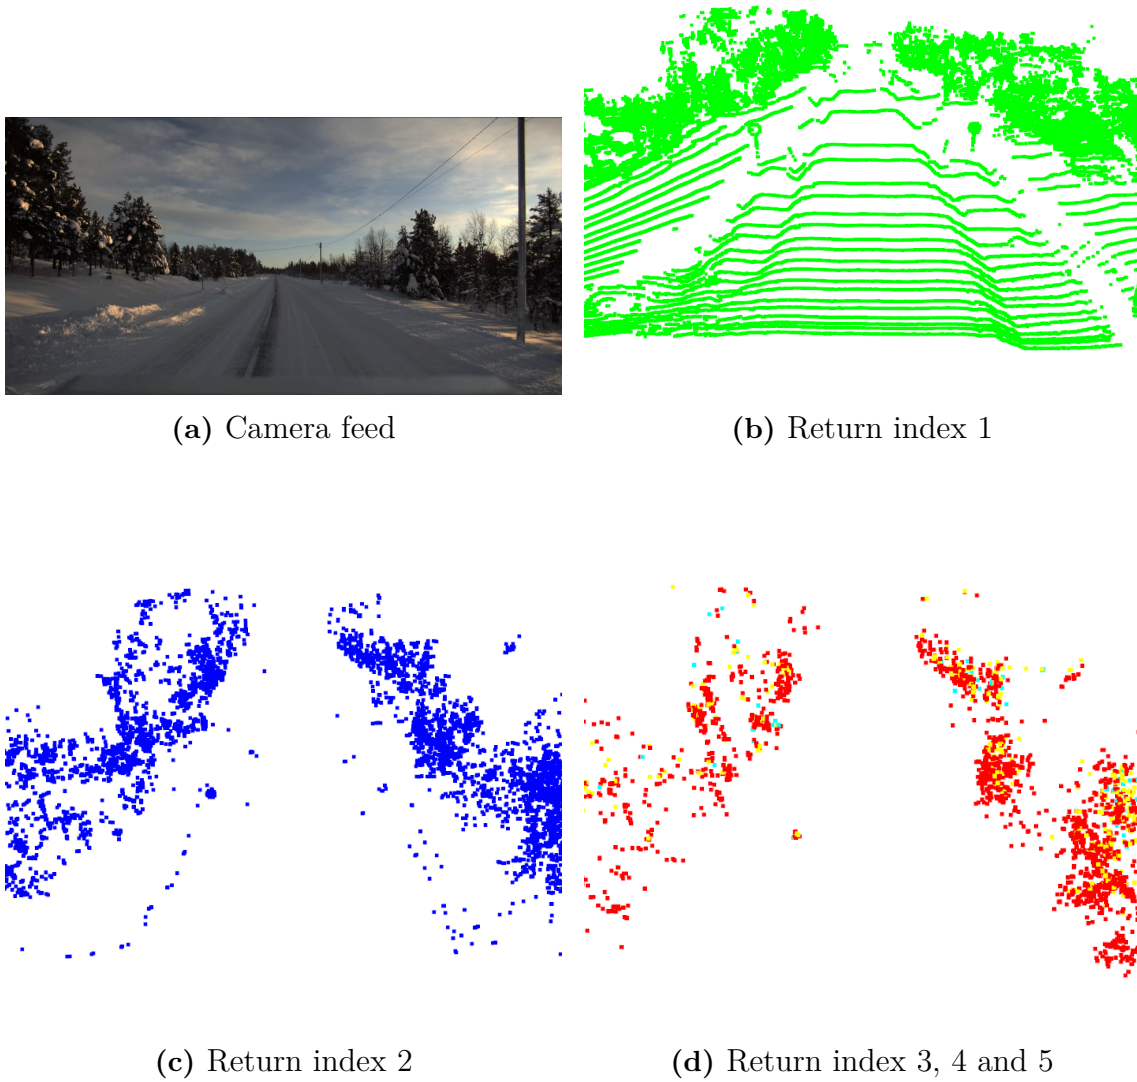 (a) Camera feed
(b) Return index 1
(c) Return index 2
(d) Return index 3, 4 and 5